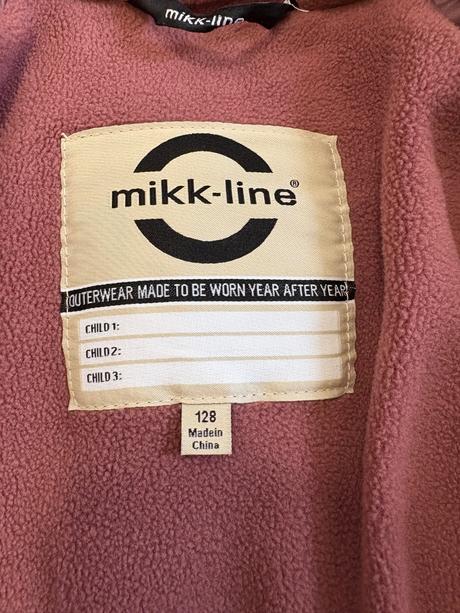 mikk-line
mikk-line®
OUTERWEAR MADE TO BE WORN YEAR AFTER YEAR
CHILD 1:
CHILD 2:
CHILD 3:
128
Madein
China